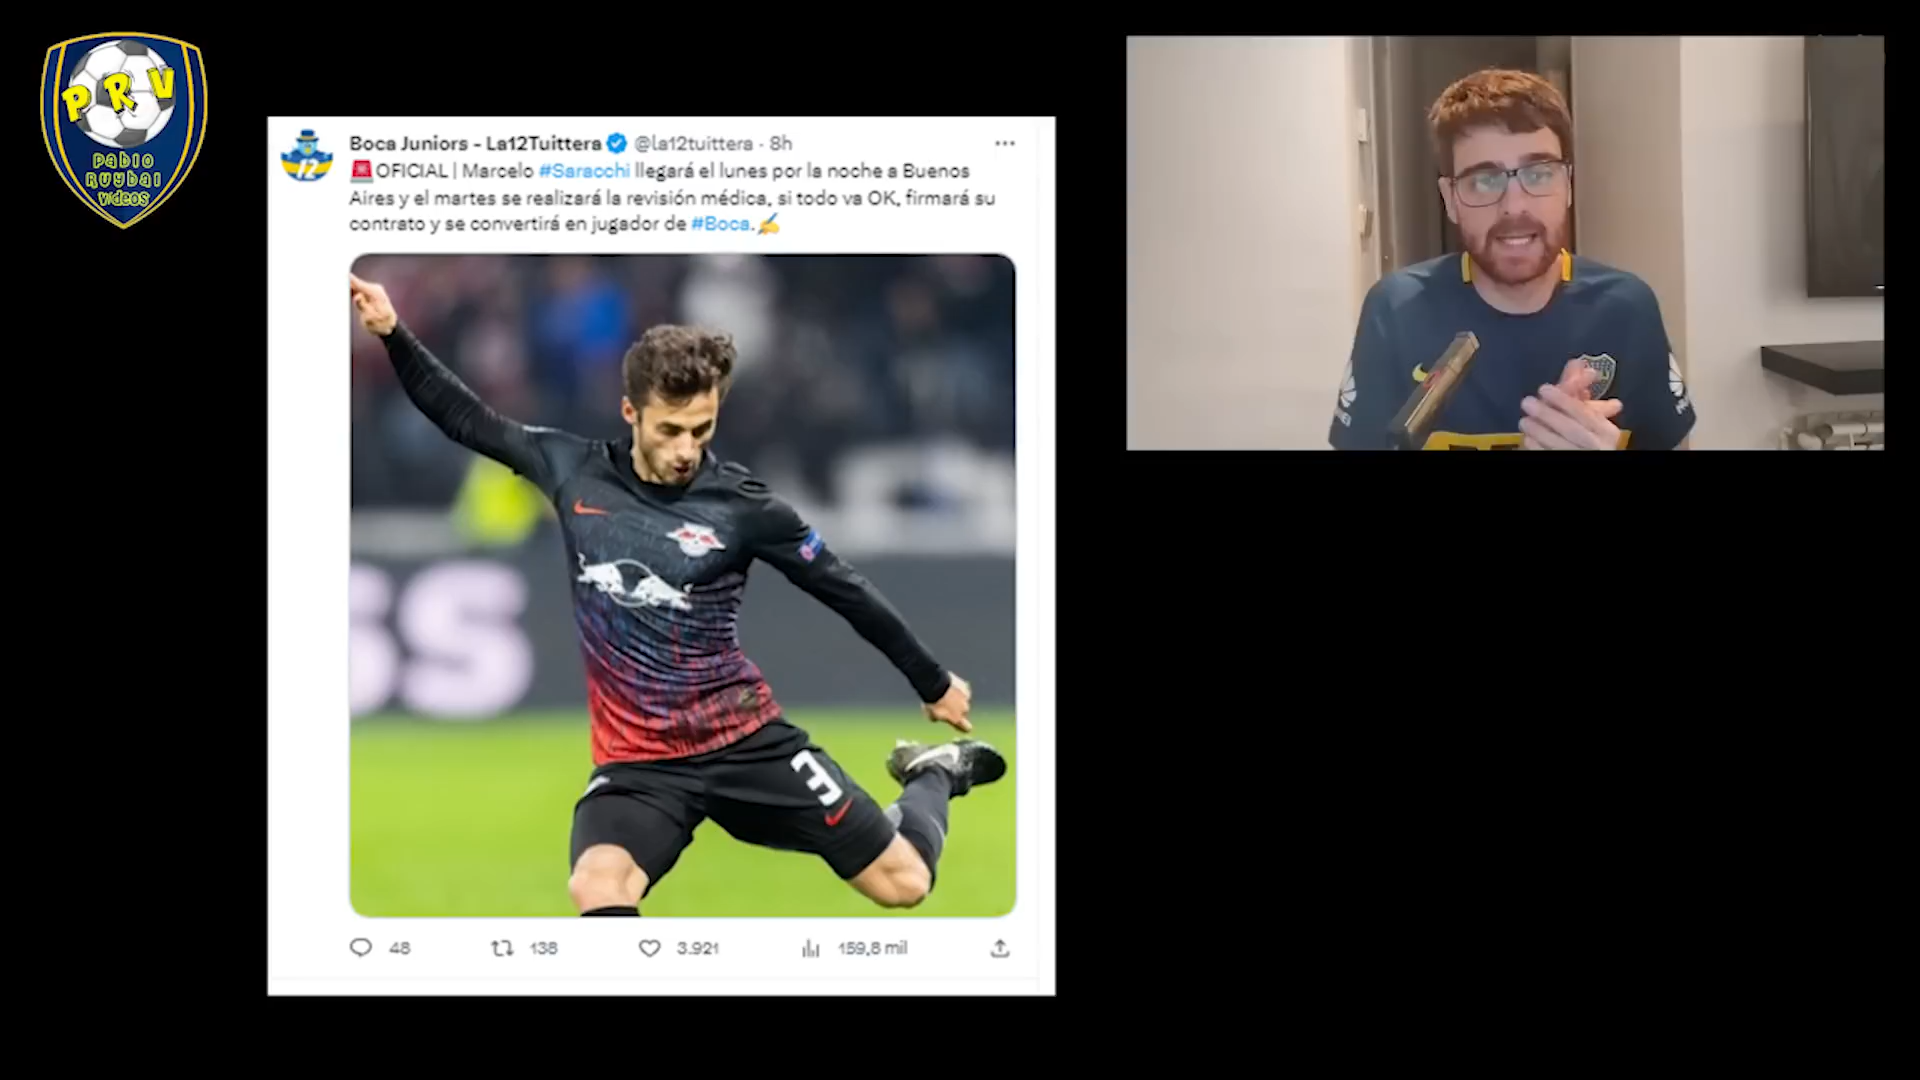 PRV
Pablo
Ruybal
Videos
Boca Juniors - La12Tuittera @la12tuittera · 8h
🚨OFICIAL | Marcelo #Saracchi llegará el lunes por la noche a Buenos
Aires y el martes se realizará la revisión médica, si todo va OK, firmará su
contrato y se convertirá en jugador de #Boca.✍️
12
SS
3
48 138 3.921 159,8 mil